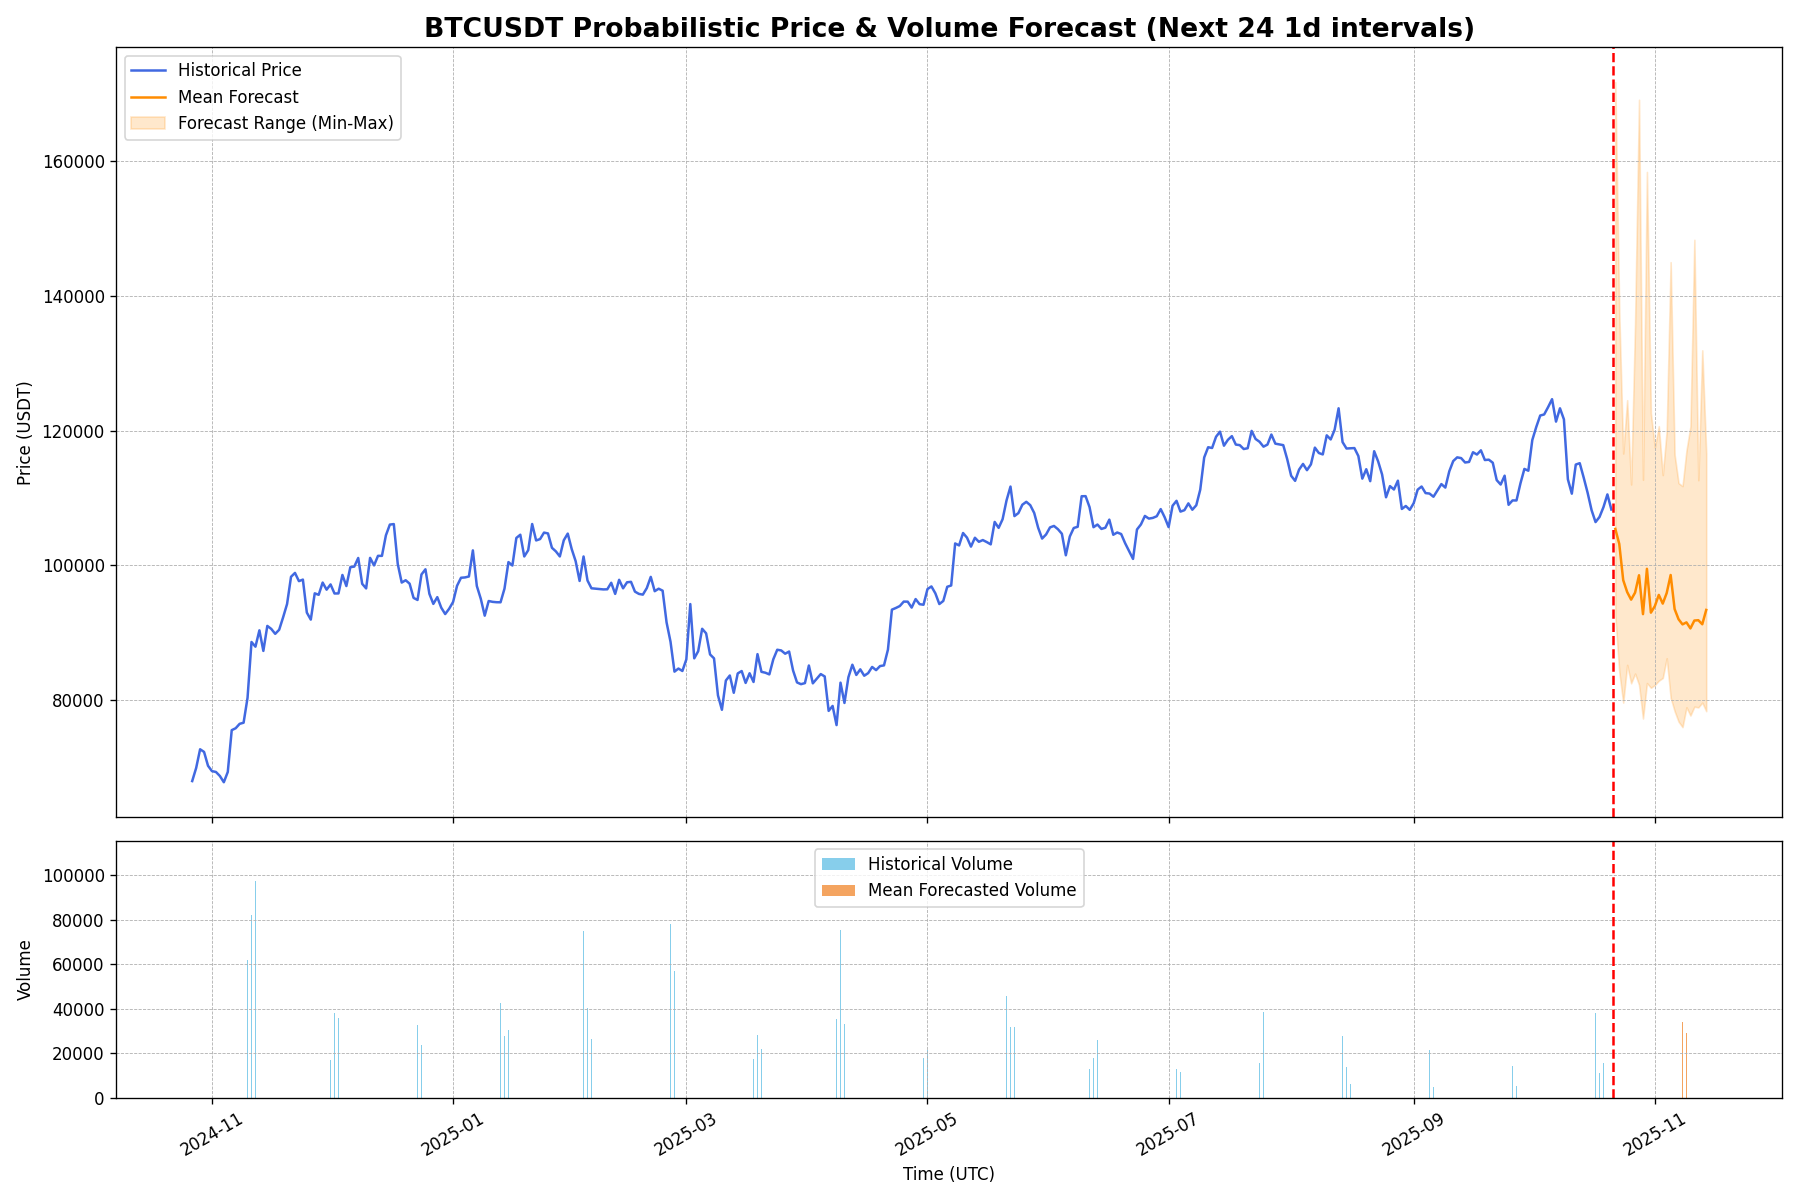 BTCUSDT Probabilistic Price & Volume Forecast (Next 24 1d intervals)
Historical Price
Mean Forecast
Forecast Range (Min-Max)
160000
140000
120000
100000
80000
Price (USDT)
Historical Volume
Mean Forecasted Volume
100000
80000
60000
40000
20000
0
Volume
2024-11
2025-01
2025-03
2025-05
2025-07
2025-09
2025-11
Time (UTC)